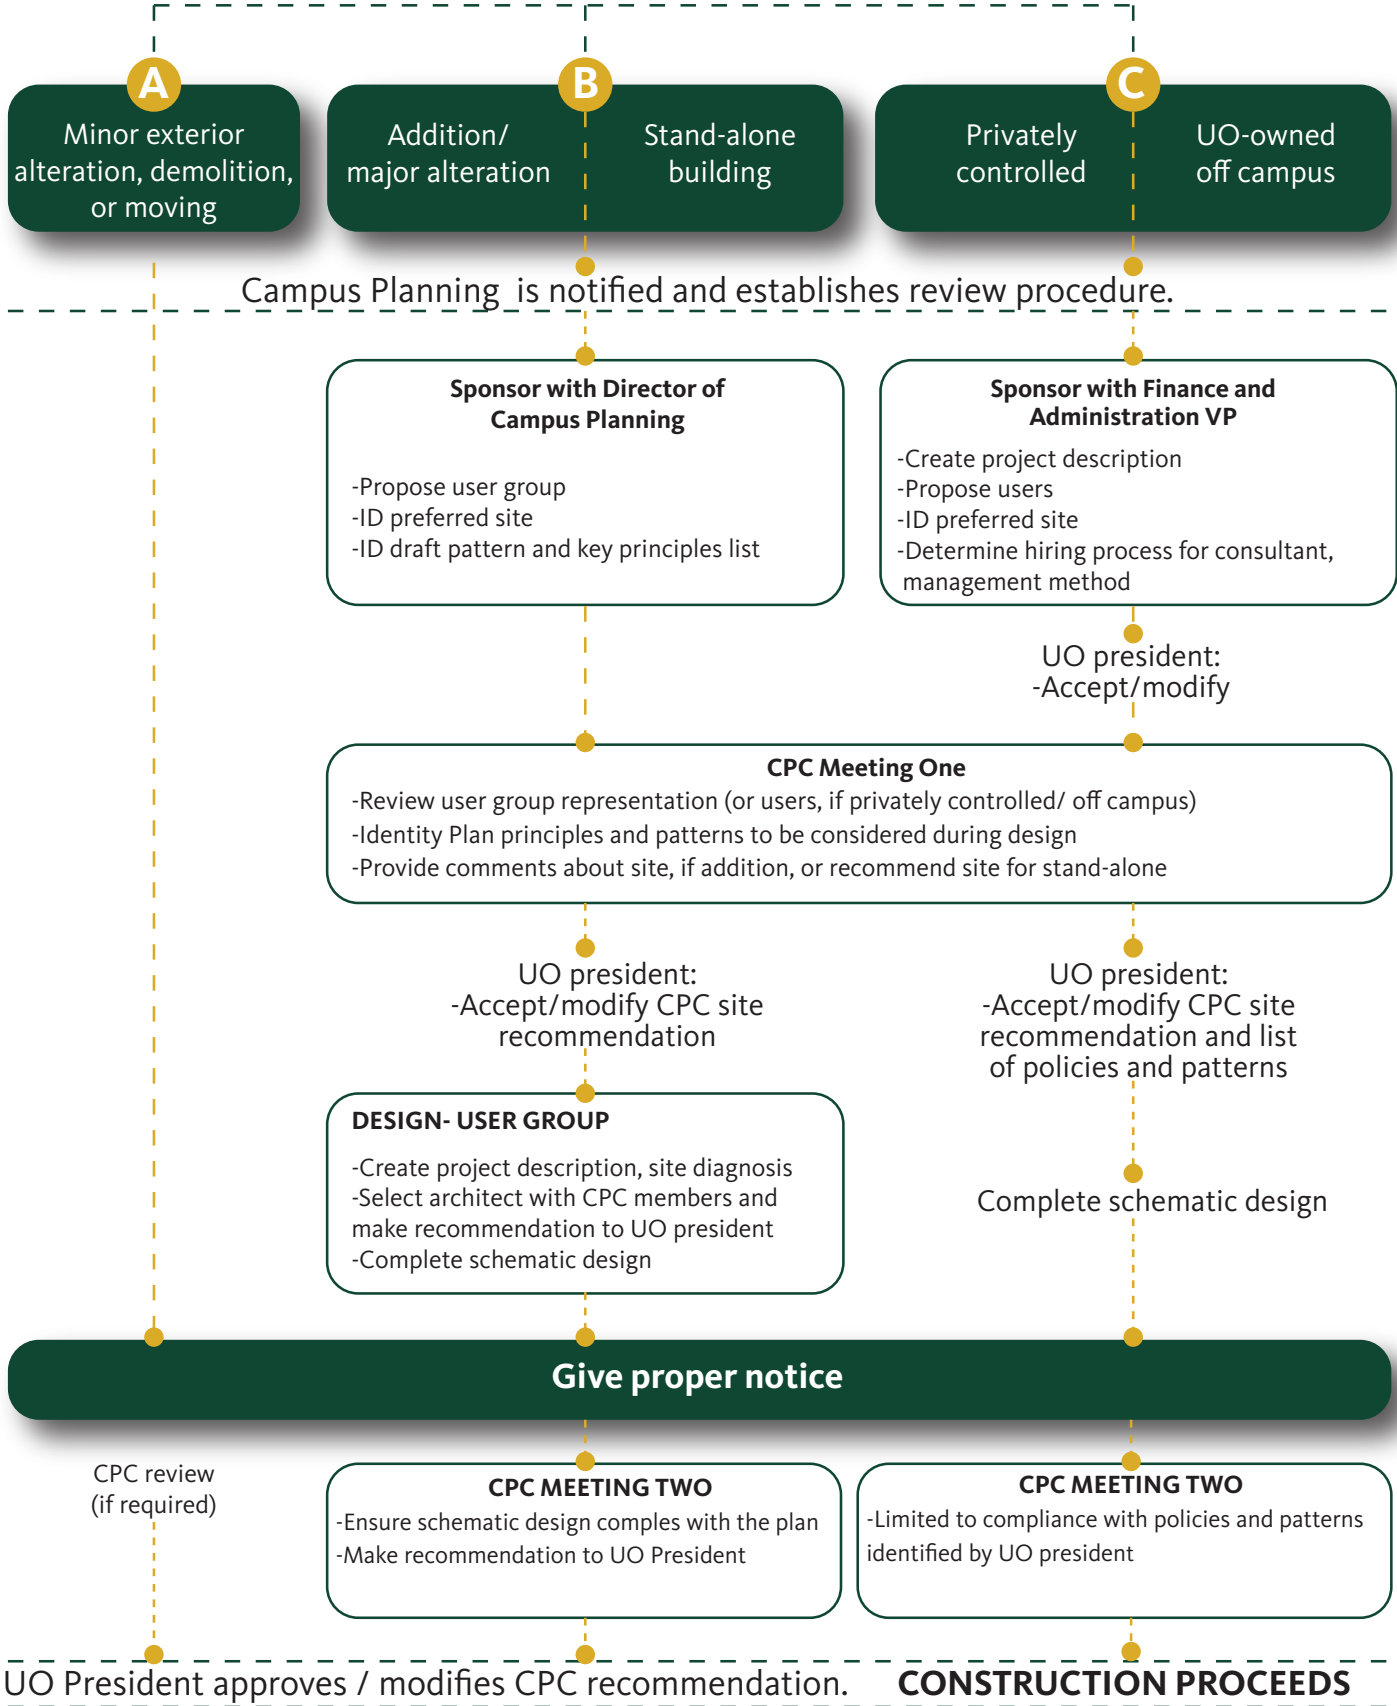 A
Minor exterior
alteration, demolition,
or moving
B
Addition/
major alteration
Stand-alone
building
C
Privately
controlled
UO-owned
off campus
Campus Planning is notified and establishes review procedure.
Sponsor with Director of
Campus Planning
-Propose user group
-ID preferred site
-ID draft pattern and key principles list
Sponsor with Finance and
Administration VP
-Create project description
-Propose users
-ID preferred site
-Determine hiring process for consultant,
management method
UO president:
-Accept/modify
CPC Meeting One
-Review user group representation (or users, if privately controlled/ off campus)
-Identity Plan principles and patterns to be considered during design
-Provide comments about site, if addition, or recommend site for stand-alone
UO president:
-Accept/modify CPC site
recommendation
UO president:
-Accept/modify CPC site
recommendation and list
of policies and patterns
DESIGN- USER GROUP
-Create project description, site diagnosis
-Select architect with CPC members and
make recommendation to UO president
-Complete schematic design
Complete schematic design
Give proper notice
CPC review
(if required)
CPC MEETING TWO
-Ensure schematic design comples with the plan
-Make recommendation to UO President
CPC MEETING TWO
-Limited to compliance with policies and patterns
identified by UO president
UO President approves / modifies CPC recommendation. CONSTRUCTION PROCEEDS